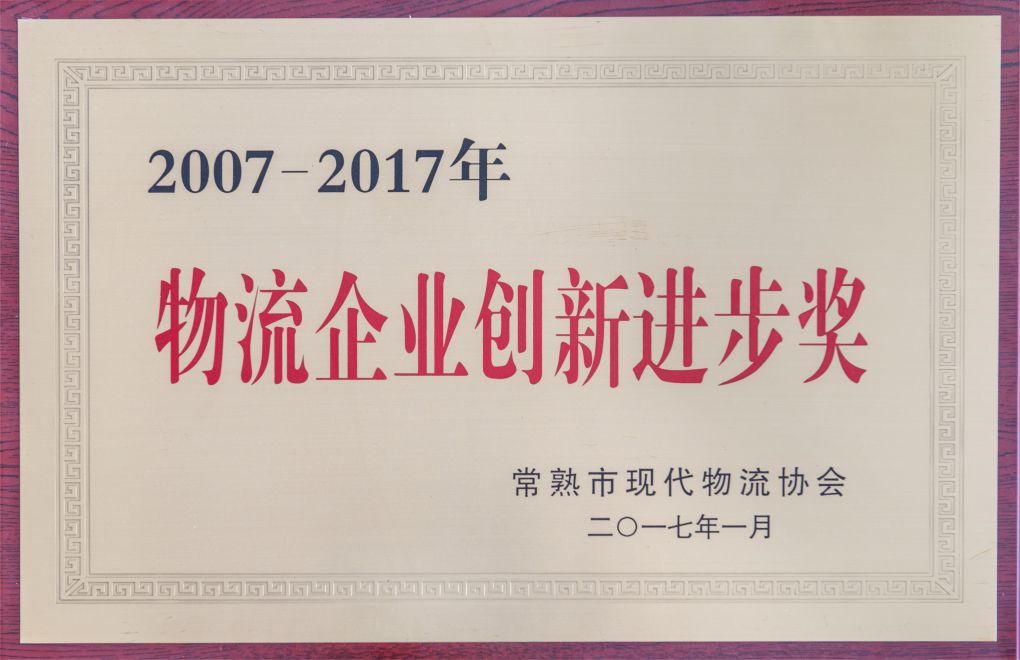 2007-2017年
物流企业创新进步奖
常熟市现代物流协会
二〇一七年一月